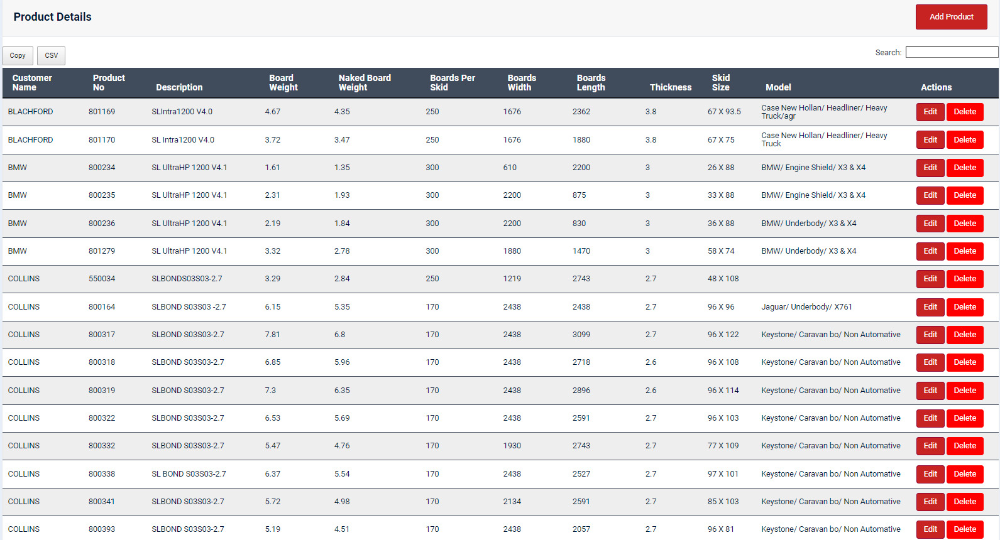 Product Details
Add Product
Copy CSV Search:
Customer Name Product No Description Board Weight Naked Board Weight Boards Per Skid Boards Width Boards Length Thickness Skid Size Model Actions
BLACHFORD 801169 SLIntra1200 V4.0 4.67 4.35 250 1676 2362 3.8 67 X 93.5 Case New Hollan/ Headliner/ Heavy Truck/agr Edit Delete
BLACHFORD 801170 SL Intra1200 V4.0 3.72 3.47 250 1676 1880 3.8 67 X 75 Case New Hollan/ Headliner/ Heavy Truck Edit Delete
BMW 800234 SL UltraHP 1200 V4.1 1.61 1.35 300 610 2200 3 26 X 88 BMW/ Engine Shield/ X3 & X4 Edit Delete
BMW 800235 SL UltraHP 1200 V4.1 2.31 1.93 300 2200 875 3 33 X 88 BMW/ Engine Shield/ X3 & X4 Edit Delete
BMW 800236 SL UltraHP 1200 V4.1 2.19 1.84 300 2200 830 3 36 X 88 BMW/ Underbody/ X3 & X4 Edit Delete
BMW 801279 SL UltraHP 1200 V4.1 3.32 2.78 300 1880 1470 3 58 X 74 BMW/ Underbody/ X3 & X4 Edit Delete
COLLINS 550034 SLBONDS03S03-2.7 3.29 2.84 250 1219 2743 2.7 48 X 108 Edit Delete
COLLINS 800164 SLBOND S03S03 -2.7 6.15 5.35 170 2438 2438 2.7 96 X 96 Jaguar/ Underbody/ X761 Edit Delete
COLLINS 800317 SLBOND S03S03-2.7 7.81 6.8 170 2438 3099 2.7 96 X 122 Keystone/ Caravan bo/ Non Automative Edit Delete
COLLINS 800318 SLBOND S03S03-2.7 6.85 5.96 170 2438 2718 2.6 96 X 108 Keystone/ Caravan bo/ Non Automative Edit Delete
COLLINS 800319 SLBOND S03S03-2.7 7.3 6.35 170 2438 2896 2.6 96 X 114 Keystone/ Caravan bo/ Non Automative Edit Delete
COLLINS 800322 SLBOND S03S03-2.7 6.53 5.69 170 2438 2591 2.7 96 X 103 Keystone/ Caravan bo/ Non Automative Edit Delete
COLLINS 800332 SLBOND S03S03-2.7 5.47 4.76 170 1930 2743 2.7 77 X 109 Keystone/ Caravan bo/ Non Automative Edit Delete
COLLINS 800338 SL BOND S03S03-2.7 6.37 5.54 170 2438 2527 2.7 97 X 101 Keystone/ Caravan bo/ Non Automative Edit Delete
COLLINS 800341 SLBOND S03S03-2.7 5.72 4.98 170 2134 2591 2.7 85 X 103 Keystone/ Caravan bo/ Non Automative Edit Delete
COLLINS 800393 SLBOND S03S03-2.7 5.19 4.51 170 2438 2057 2.7 96 X 81 Keystone/ Caravan bo/ Non Automative Edit Delete